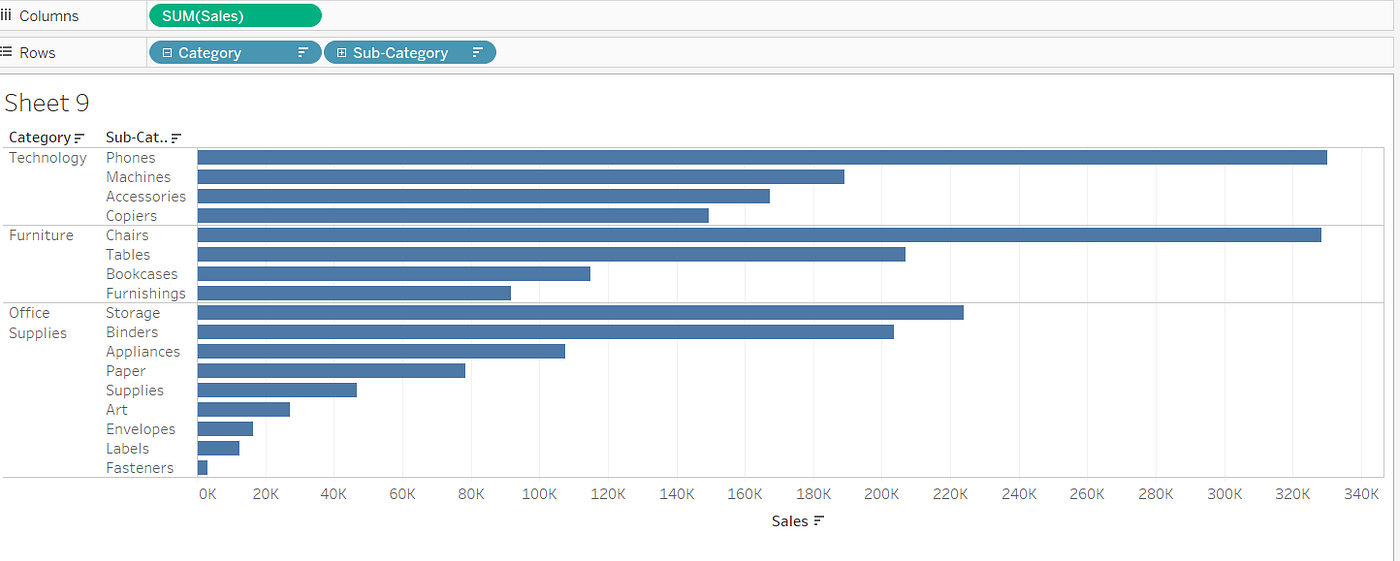 Columns SUM(Sales)
Rows Category Sub-Category
Sheet 9
Category Sub-Cat..
Technology Phones
Machines
Accessories
Copiers
Furniture Chairs
Tables
Bookcases
Furnishings
Office Storage
Supplies Binders
Appliances
Paper
Supplies
Art
Envelopes
Labels
Fasteners
0K 20K 40K 60K 80K 100K 120K 140K 160K 180K 200K 220K 240K 260K 280K 300K 320K 340K
Sales